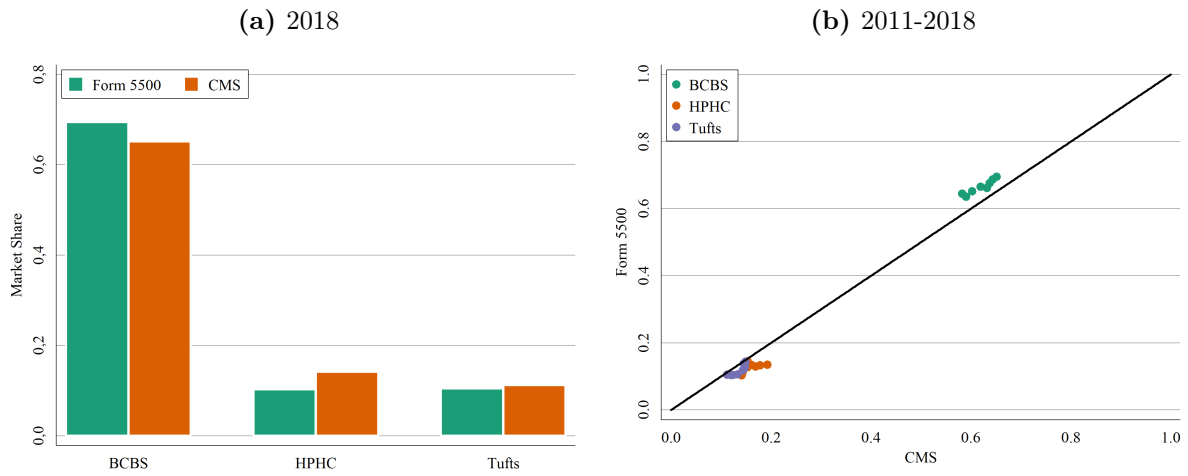 (a) 2018
Form 5500
CMS
0,8
0,6
0,4
0,2
0,0
Market Share
BCBS
HPHC
Tufts
(b) 2011-2018
BCBS
HPHC
Tufts
1.0
0.8
0.6
0.4
0.2
0.0
Form 5500
0.0 0.2 0.4 0.6 0.8 1.0
CMS